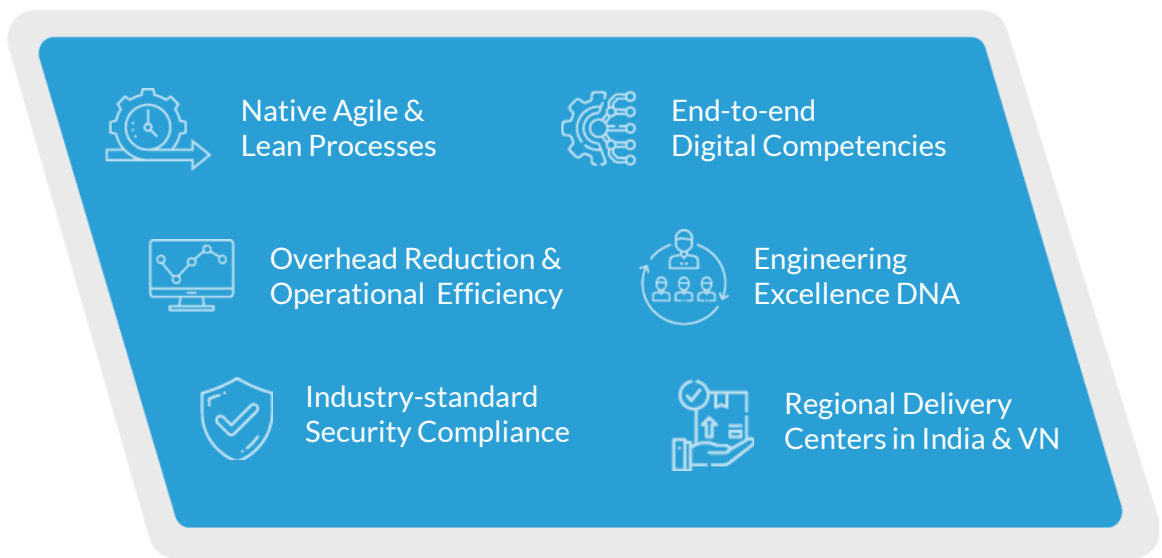 Native Agile &
Lean Processes
End-to-end
Digital Competencies
Overhead Reduction &
Operational Efficiency
Engineering
Excellence DNA
Industry-standard
Security Compliance
Regional Delivery
Centers in India & VN